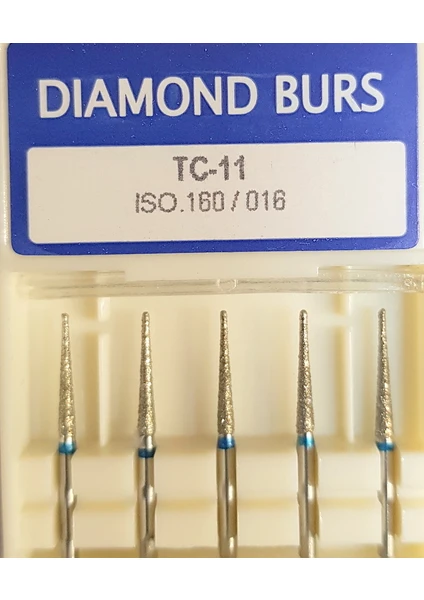 DIAMOND BURS
TC-11
ISO.160/016